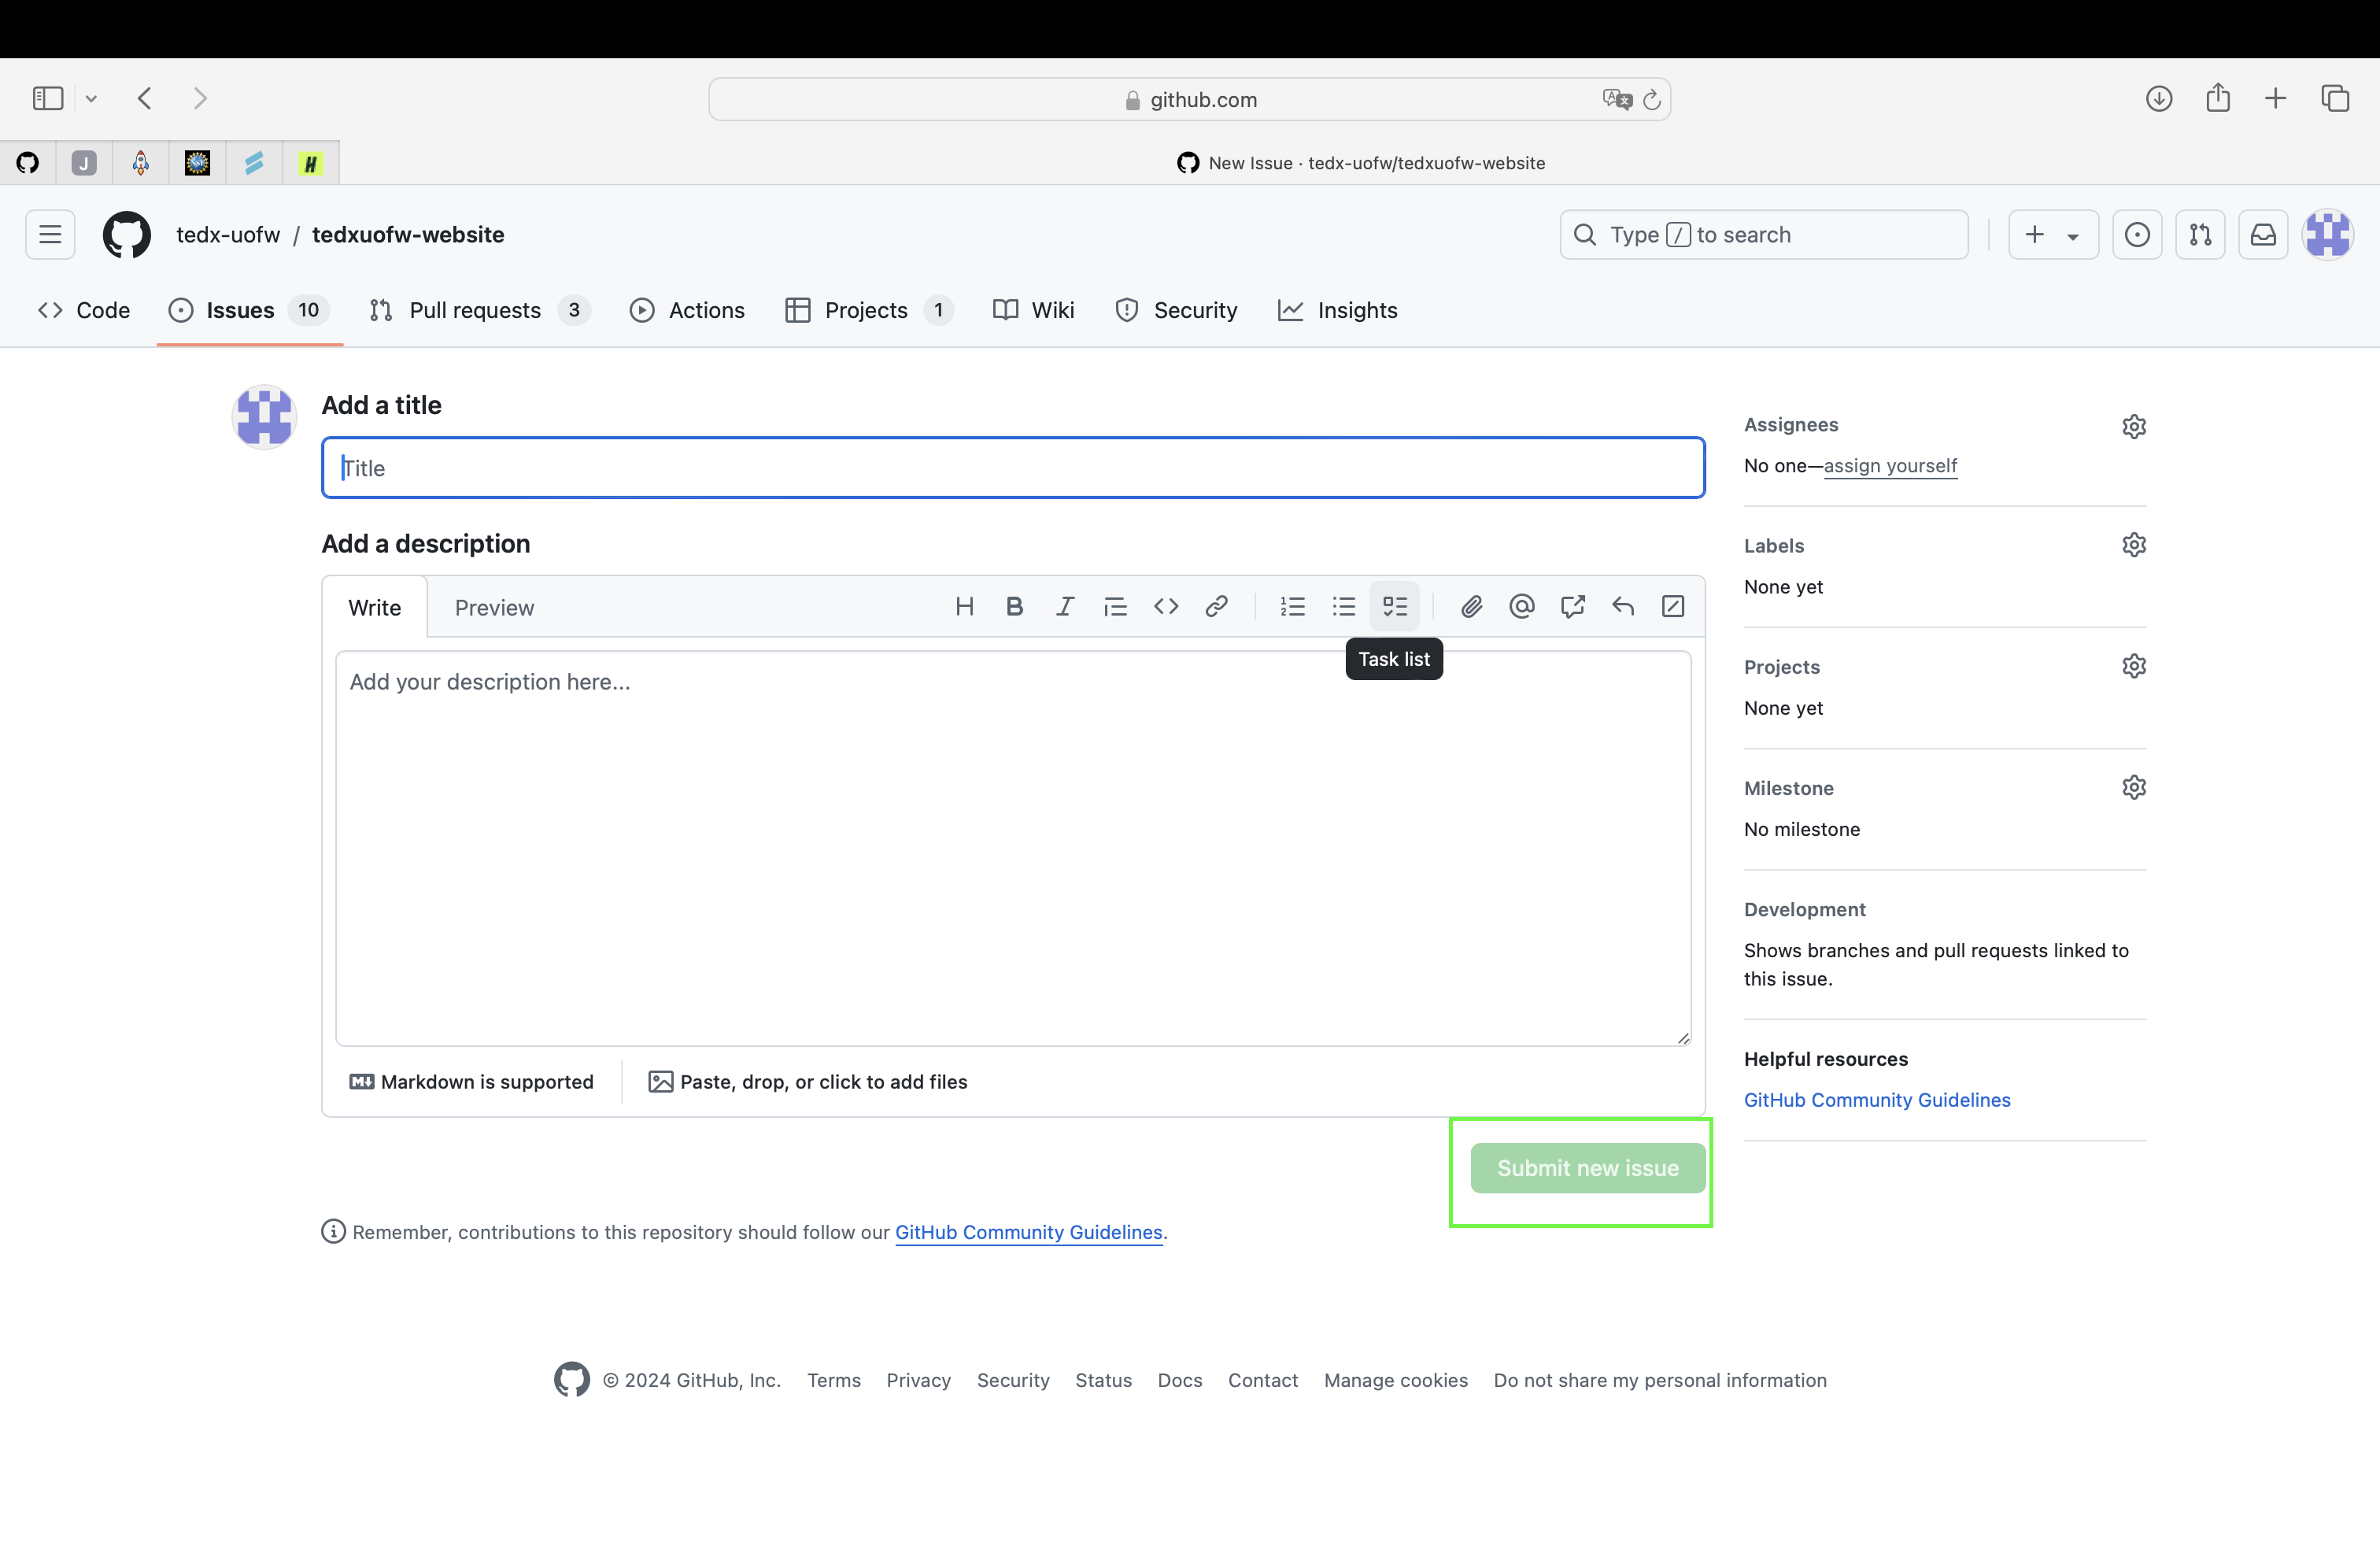 github.com
J
H
New Issue · tedx-uofw/tedxuofw-website
tedx-uofw / tedxuofw-website
Type / to search
Code
Issues 10
Pull requests 3
Actions
Projects 1
Wiki
Security
Insights
Add a title
Title
Add a description
Write
Preview
Task list
Add your description here...
Markdown is supported
Paste, drop, or click to add files
Submit new issue
Remember, contributions to this repository should follow our GitHub Community Guidelines.
Assignees
No one—assign yourself
Labels
None yet
Projects
None yet
Milestone
No milestone
Development
Shows branches and pull requests linked to
this issue.
Helpful resources
GitHub Community Guidelines
© 2024 GitHub, Inc. Terms Privacy Security Status Docs Contact Manage cookies Do not share my personal information